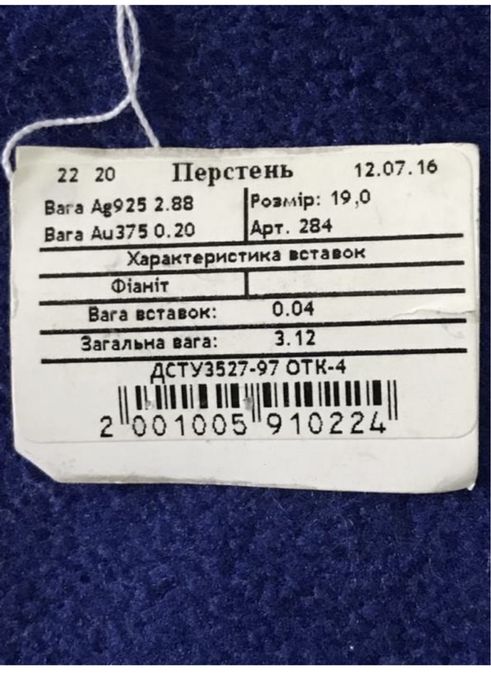 22 20 Перстень 12.07.16
Вага Ag925 2.88 Розмір: 19,0
Вага Au375 0.20 Арт. 284
Характеристика вставок
Фіаніт
Вага вставок: 0.04
Загальна вага: 3.12
ДСТУ3527-97 ОТК-4
2 001005 910224